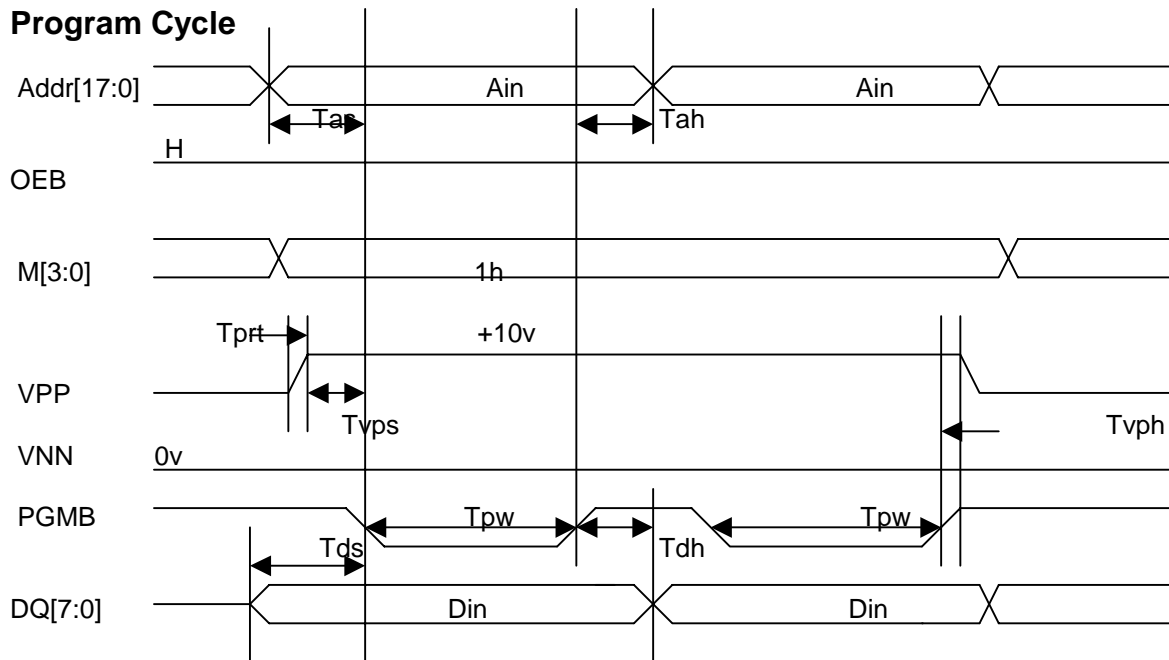 Program Cycle
Addr[17:0] Ain Ain
Tas Tah
H
OEB
M[3:0] 1h
Tprt +10v
VPP
Tvps Tvph
VNN 0v
PGMB Tpw Tpw
Tds Tdh
DQ[7:0] Din Din